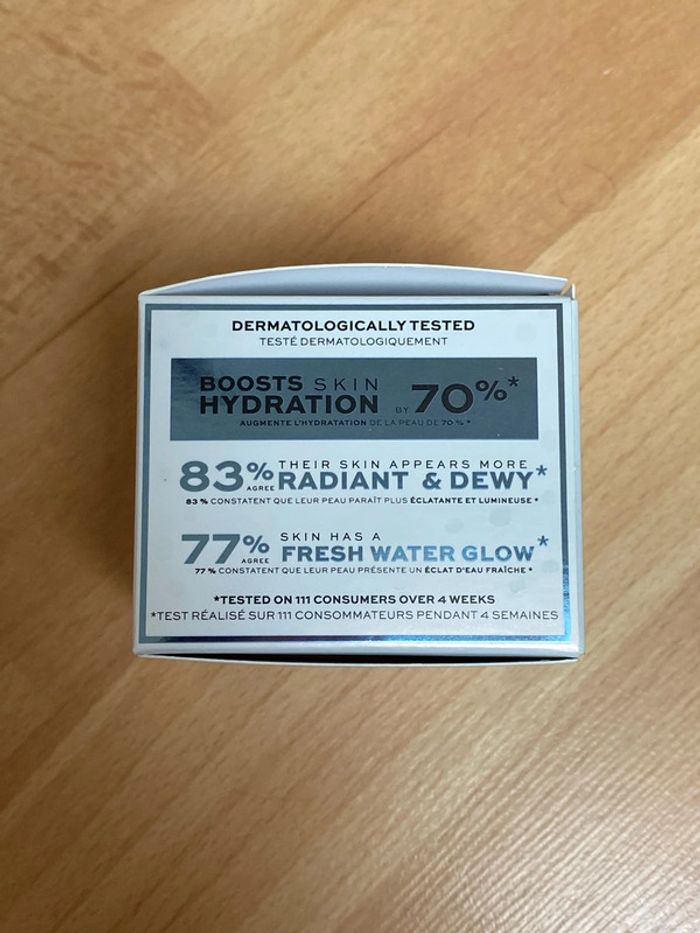 DERMATOLOGICALLY TESTED
TESTÉ DERMATOLOGIQUEMENT
BOOSTS SKIN
HYDRATION BY 70%*
AUGMENTE L'HYDRATATION DE LA PEAU DE 70 % *
83% AGREE THEIR SKIN APPEARS MORE
RADIANT & DEWY*
83 % CONSTATENT QUE LEUR PEAU PARAÎT PLUS ÉCLATANTE ET LUMINEUSE *
77% AGREE SKIN HAS A
FRESH WATER GLOW*
77 % CONSTATENT QUE LEUR PEAU PRÉSENTE UN ÉCLAT D'EAU FRAÎCHE *
*TESTED ON 111 CONSUMERS OVER 4 WEEKS
*TEST RÉALISÉ SUR 111 CONSOMMATEURS PENDANT 4 SEMAINES